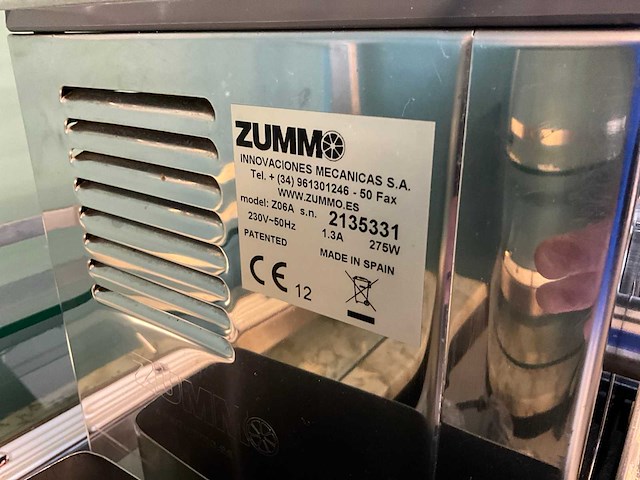 ZUMMO
INNOVACIONES MECANICAS S.A.
Tel. + (34) 961301246 - 50 Fax
WWW.ZUMMO.ES
model: Z06A s.n. 2135331
230V~50Hz 1.3A 275W
PATENTED MADE IN SPAIN
CE 12
ZUMMO